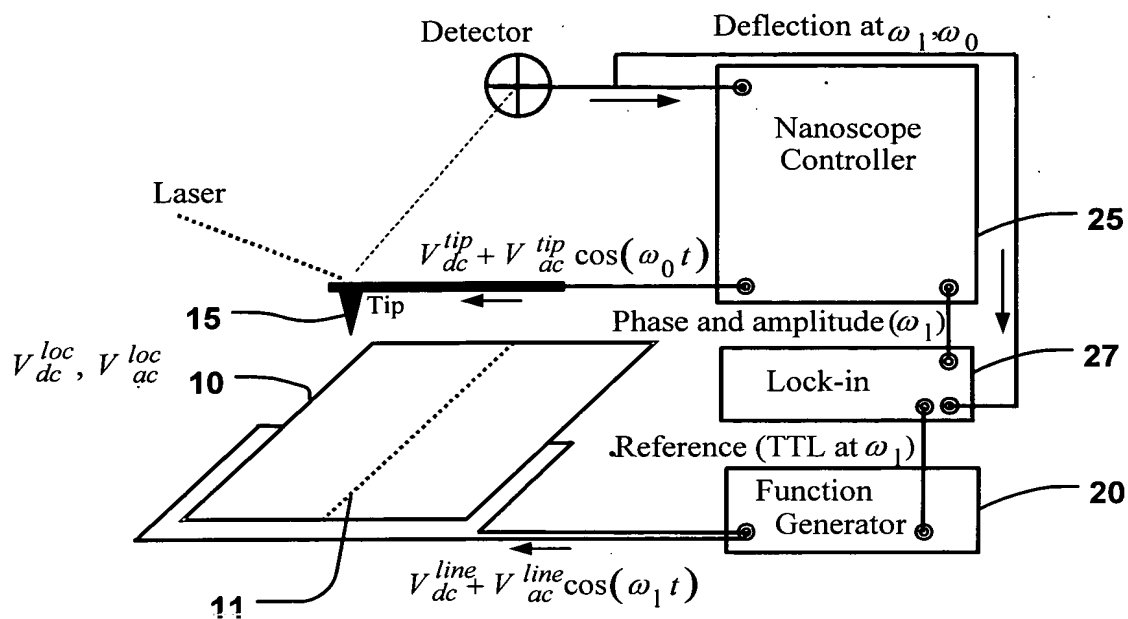 Deflection at ω₁,ω₀
Detector
Nanoscope
Controller
Laser
25
V_dc^tip + V_ac^tip cos(ω₀ t)
Tip
15
Phase and amplitude(ω₁)
27
V_dc^loc , V_ac^loc
10
Lock-in
Reference (TTL at ω₁)
Function
Generator
20
V_dc^line + V_ac^line cos(ω₁ t)
11